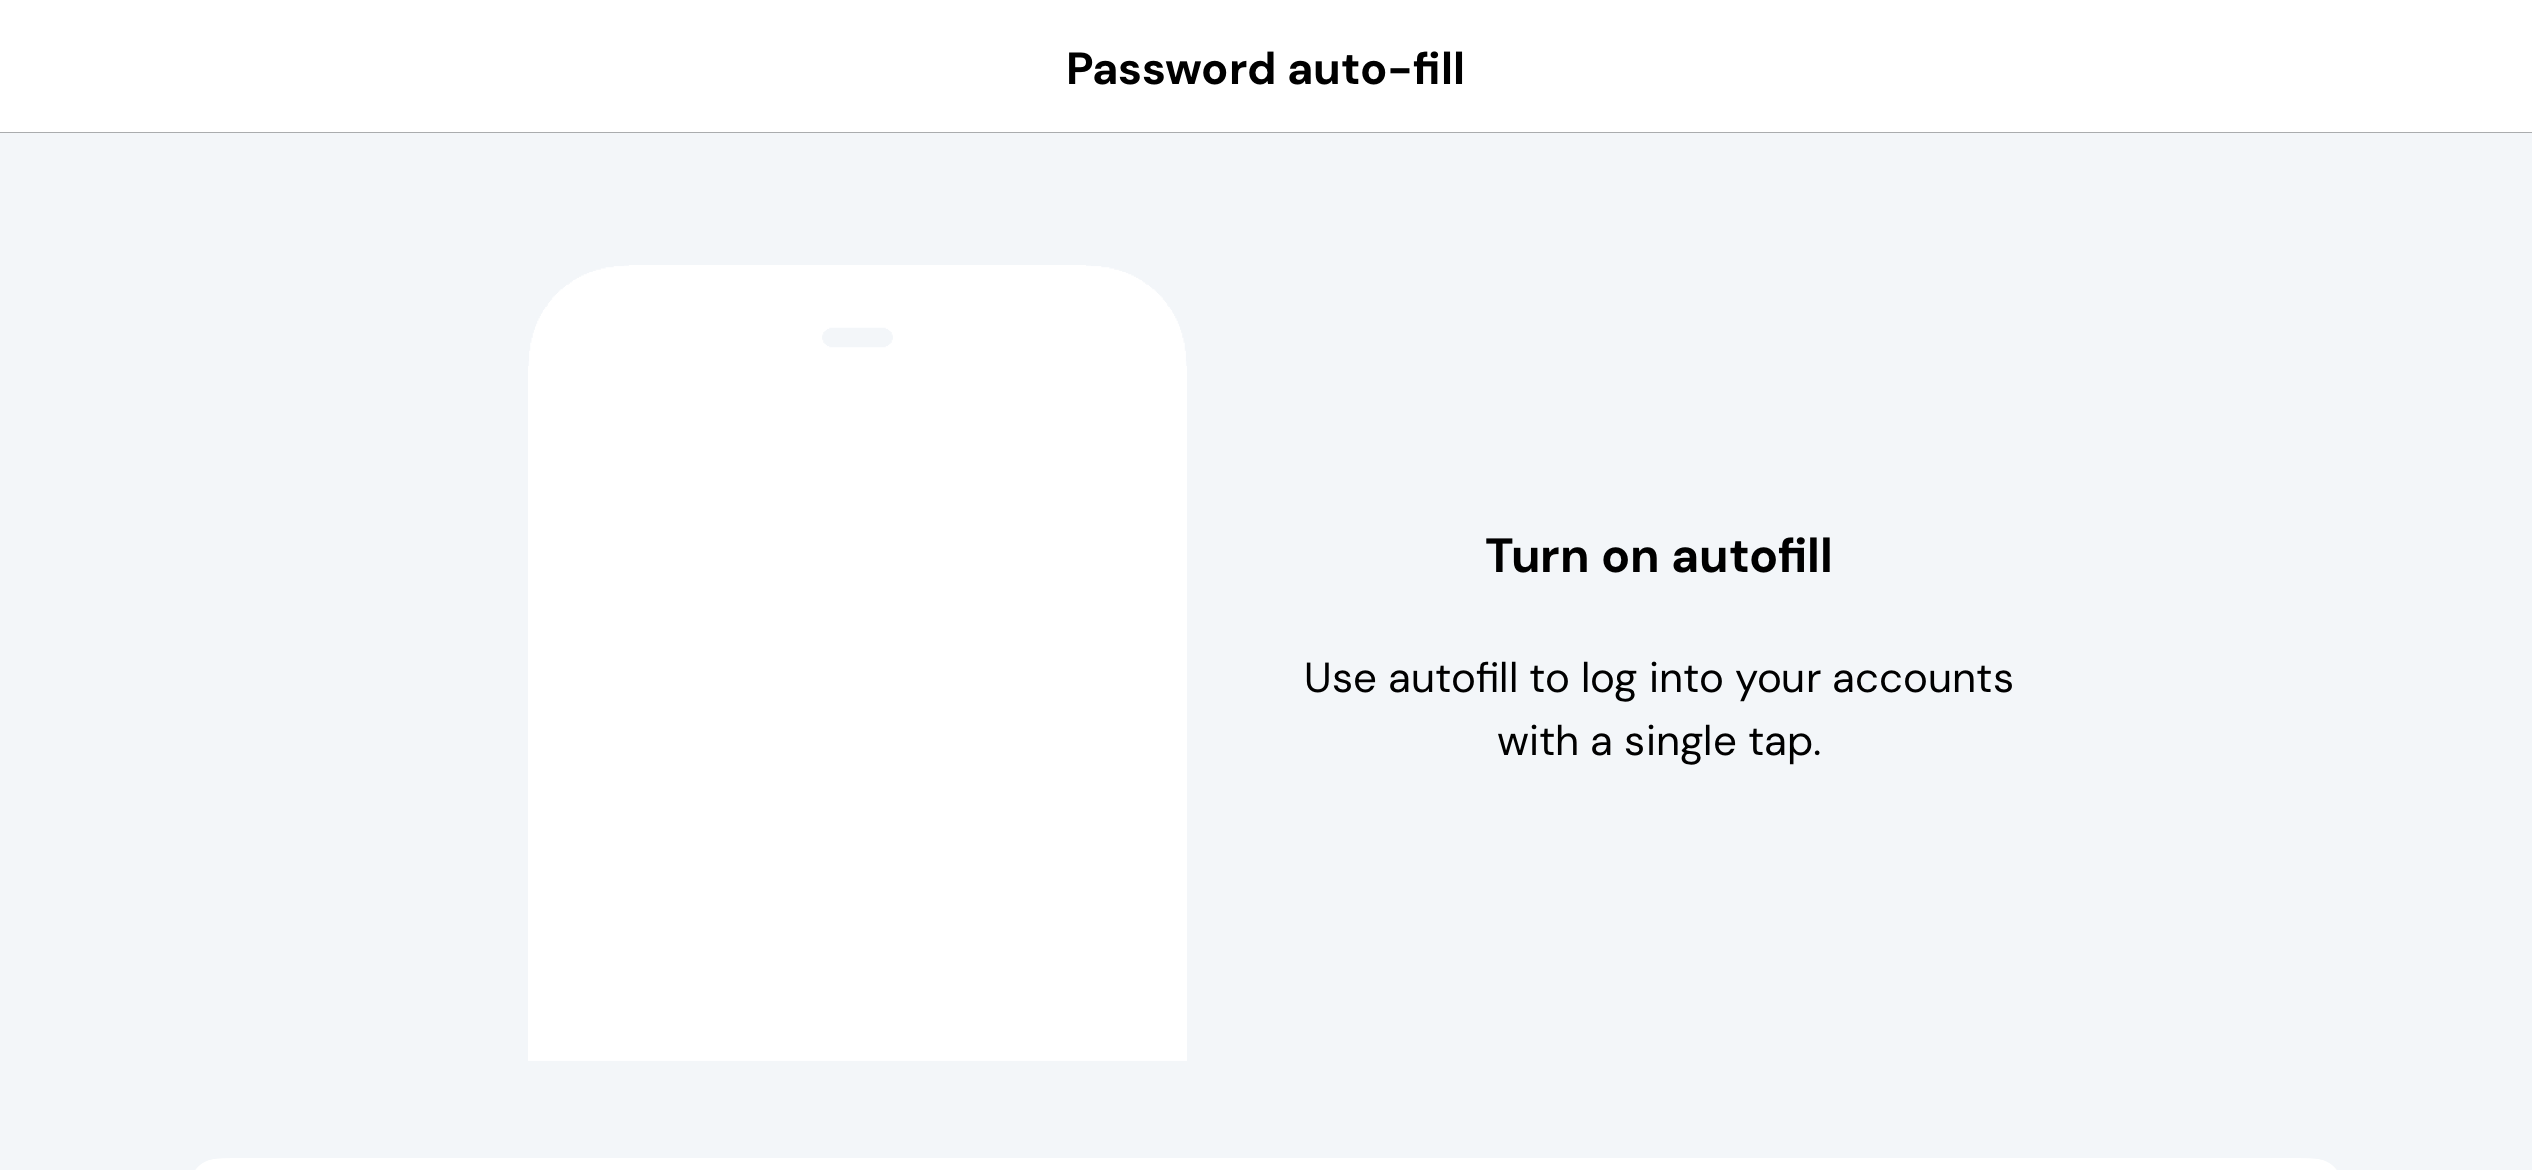 Password auto-fill
Turn on autofill
Use autofill to log into your accounts
with a single tap.